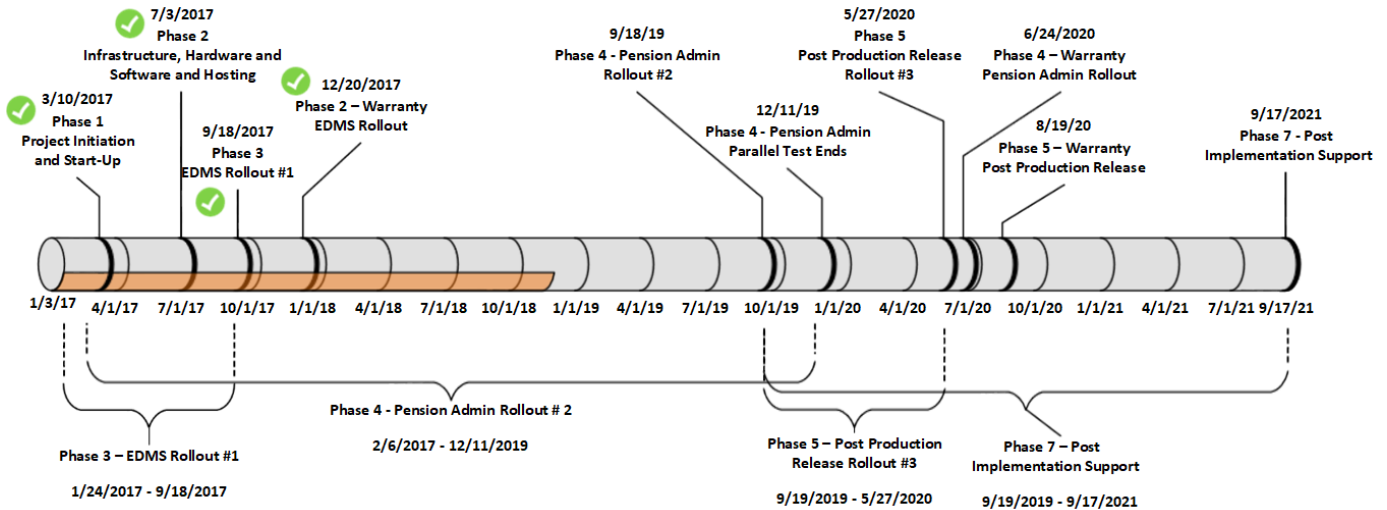 7/3/2017
Phase 2
Infrastructure, Hardware and
Software and Hosting
3/10/2017
Phase 1
Project Initiation
and Start-Up
9/18/2017
Phase 3
EDMS Rollout #1
12/20/2017
Phase 2 – Warranty
EDMS Rollout
9/18/19
Phase 4 - Pension Admin
Rollout #2
12/11/19
Phase 4 - Pension Admin
Parallel Test Ends
5/27/2020
Phase 5
Post Production Release
Rollout #3
6/24/2020
Phase 4 – Warranty
Pension Admin Rollout
8/19/20
Phase 5 – Warranty
Post Production Release
9/17/2021
Phase 7 - Post
Implementation Support
1/3/17 4/1/17 7/1/17 10/1/17 1/1/18 4/1/18 7/1/18 10/1/18 1/1/19 4/1/19 7/1/19 10/1/19 1/1/20 4/1/20 7/1/20 10/1/20 1/1/21 4/1/21 7/1/21 9/17/21
Phase 3 – EDMS Rollout #1
1/24/2017 - 9/18/2017
Phase 4 - Pension Admin Rollout # 2
2/6/2017 - 12/11/2019
Phase 5 – Post Production
Release Rollout #3
9/19/2019 - 5/27/2020
Phase 7 – Post
Implementation Support
9/19/2019 - 9/17/2021